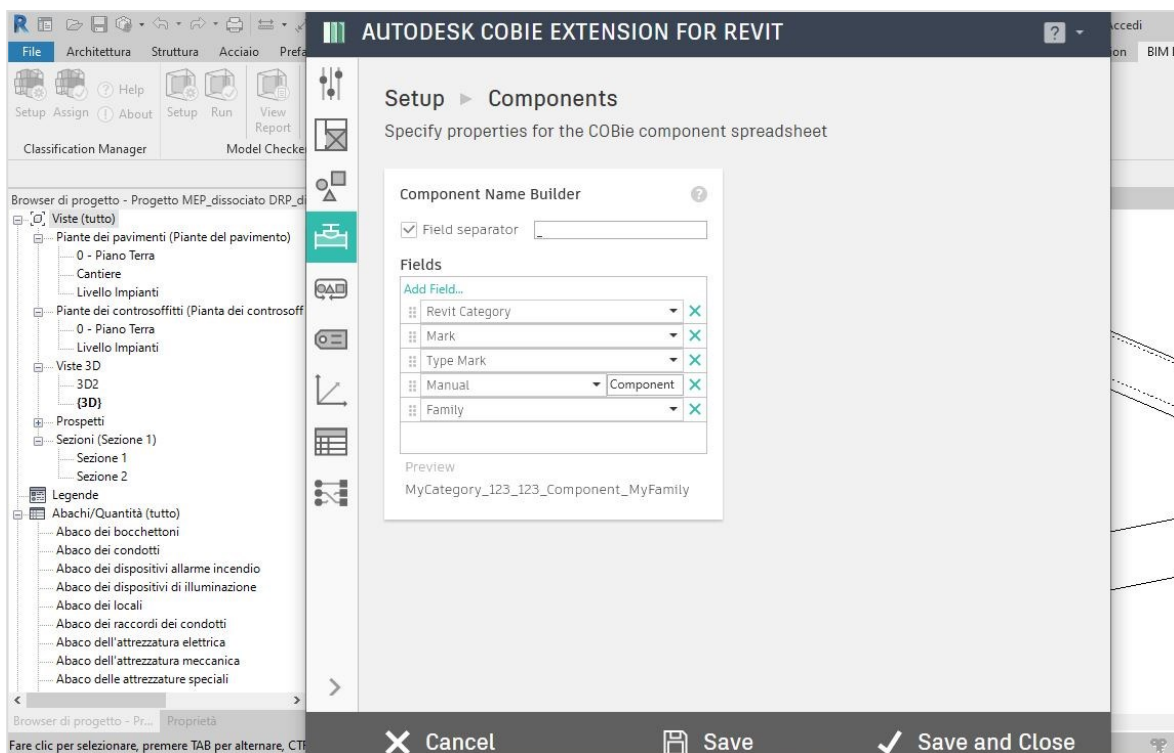 AUTODESK COBIE EXTENSION FOR REVIT
?
Accedi
File Architettura Struttura Acciaio Prefa
BIM
Help
Setup Assign About Setup Run View Report
Classification Manager Model Checke
Setup Components
Specify properties for the COBie component spreadsheet
Browser di progetto - Progetto MEP_dissociato DRP_di
Viste (tutto)
Piante dei pavimenti (Piante del pavimento)
0 - Piano Terra
Cantiere
Livello Impianti
Piante dei controsoffitti (Pianta dei controsoff
0 - Piano Terra
Livello Impianti
Viste 3D
3D2
{3D}
Prospetti
Sezioni (Sezione 1)
Sezione 1
Sezione 2
Legende
Abachi/Quantità (tutto)
Abaco dei bocchettoni
Abaco dei condotti
Abaco dei dispositivi allarme incendio
Abaco dei dispositivi di illuminazione
Abaco dei locali
Abaco dei raccordi dei condotti
Abaco dell'attrezzatura elettrica
Abaco dell'attrezzatura meccanica
Abaco delle attrezzature speciali
Browser di progetto - Pr... Proprietà
Fare clic per selezionare, premere TAB per alternare, CTR
Component Name Builder ?
Field separator _
Fields
Add Field...
Revit Category
Mark
Type Mark
Manual Component
Family
Preview
MyCategory_123_123_Component_MyFamily
Cancel Save Save and Close